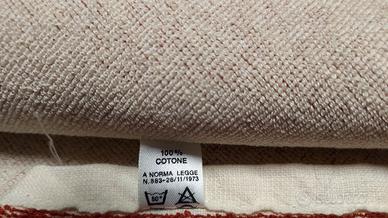 100%
COTONE
A NORMA LEGGE
N.883-26/11/1973